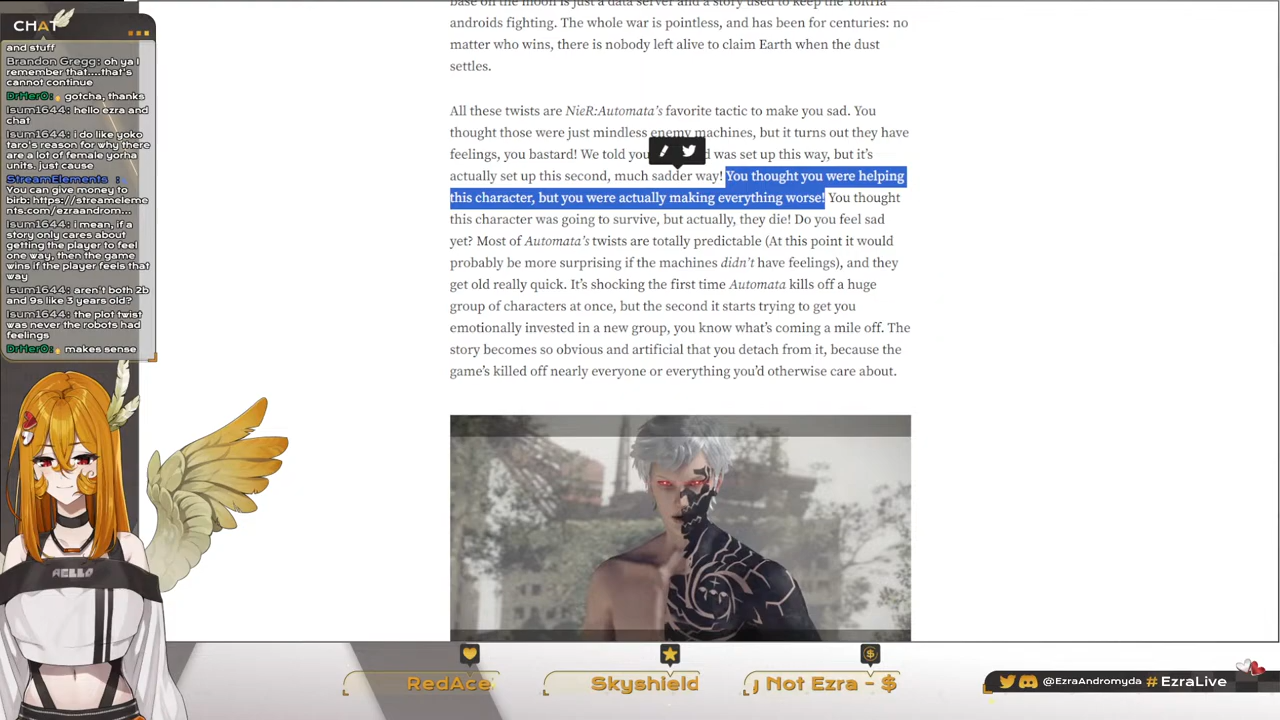 CHAT
and stuff
Brandon Gregg: oh ya I
remember that....that's
cannot continue
DrHerO: gotcha, thanks
Isum1644: hello ezra and
chat
Isum1644: i do like yoko
taro's reason for why there
are a lot of female yorha
units, just cause
StreamElements :
You can give money to
birb: https://streameleme
nts.com/ezraandrom...
Isum1644: i mean, if a
story only cares about
getting the player to feel
one way, then the game
wins if the player feels that
way
Isum1644: aren't both 2b
and 9s like 3 years old?
Isum1644: the plot twist
was never the robots had
feelings
DrHerO: makes sense
base on the moon is just a data server and a story used to keep the YoRHa
androids fighting. The whole war is pointless, and has been for centuries: no
matter who wins, there is nobody left alive to claim Earth when the dust
settles.
All these twists are NieR:Automata's favorite tactic to make you sad. You
thought those were just mindless enemy machines, but it turns out they have
feelings, you bastard! We told you d was set up this way, but it's
actually set up this second, much sadder way! You thought you were helping
this character, but you were actually making everything worse! You thought
this character was going to survive, but actually, they die! Do you feel sad
yet? Most of Automata's twists are totally predictable (At this point it would
probably be more surprising if the machines didn't have feelings), and they
get old really quick. It's shocking the first time Automata kills off a huge
group of characters at once, but the second it starts trying to get you
emotionally invested in a new group, you know what's coming a mile off. The
story becomes so obvious and artificial that you detach from it, because the
game's killed off nearly everyone or everything you'd otherwise care about.
RedAce
Skyshield
j Not Ezra - $
@EzraAndromyda # EzraLive